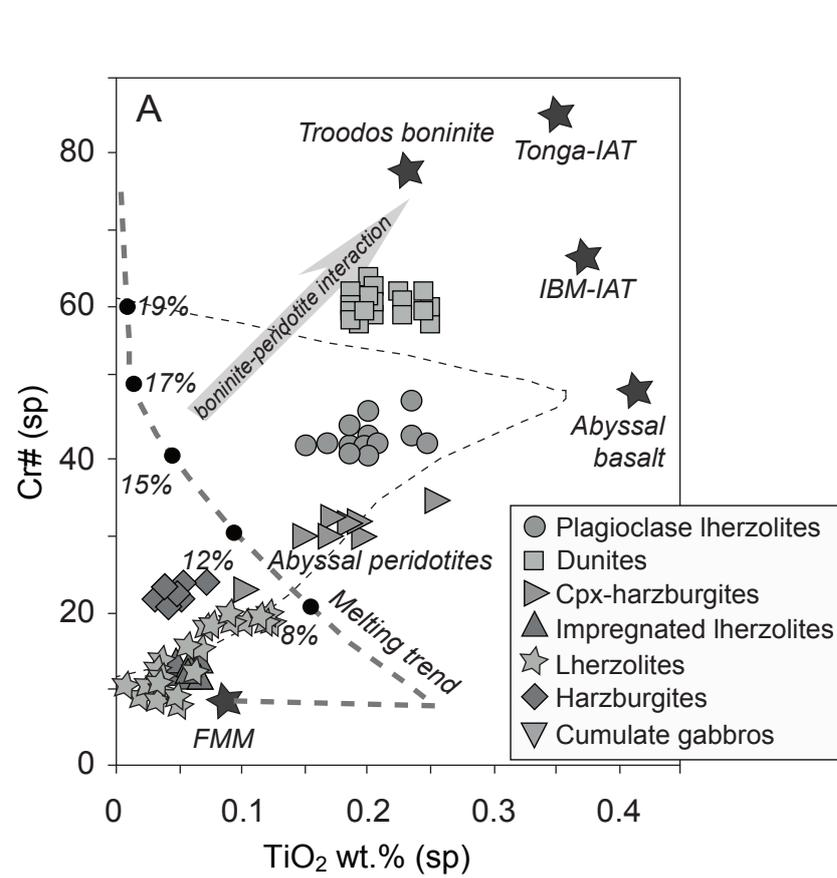 A
Troodos boninite
Tonga-IAT
IBM-IAT
Abyssal
basalt
boninite-peridotite interaction
19%
17%
15%
12%
8%
Abyssal peridotites
Melting trend
FMM
Plagioclase lherzolites
Dunites
Cpx-harzburgites
Impregnated lherzolites
Lherzolites
Harzburgites
Cumulate gabbros
Cr# (sp)
80
60
40
20
0
0 0.1 0.2 0.3 0.4
TiO₂ wt.% (sp)